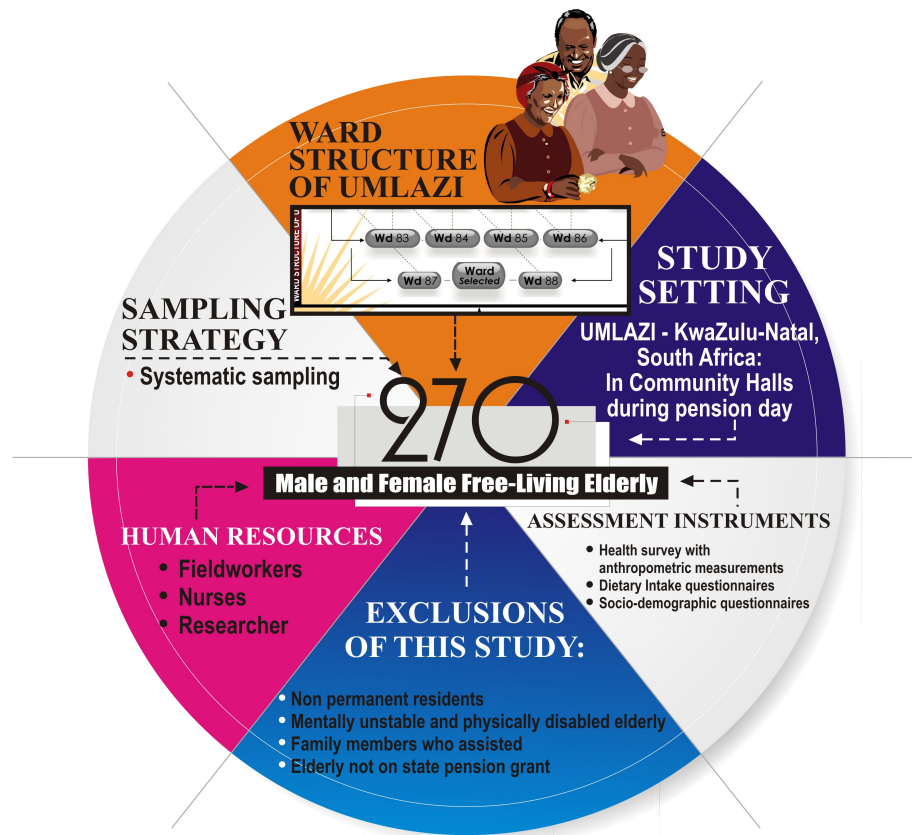 WARD
STRUCTURE
OF UMLAZI
WARD STRUCTURE OF U
Wd 83
Wd 84
Wd 85
Wd 86
Wd 87
Ward
Selected
Wd 88
STUDY
SETTING
UMLAZI - KwaZulu-Natal,
South Africa:
In Community Halls
during pension day
SAMPLING
STRATEGY
• Systematic sampling
270
Male and Female Free-Living Elderly
HUMAN RESOURCES
• Fieldworkers
• Nurses
• Researcher
ASSESSMENT INSTRUMENTS
• Health survey with
anthropometric measurements
• Dietary Intake questionnaires
• Socio-demographic questionnaires
EXCLUSIONS
OF THIS STUDY:
• Non permanent residents
• Mentally unstable and physically disabled elderly
• Family members who assisted
• Elderly not on state pension grant